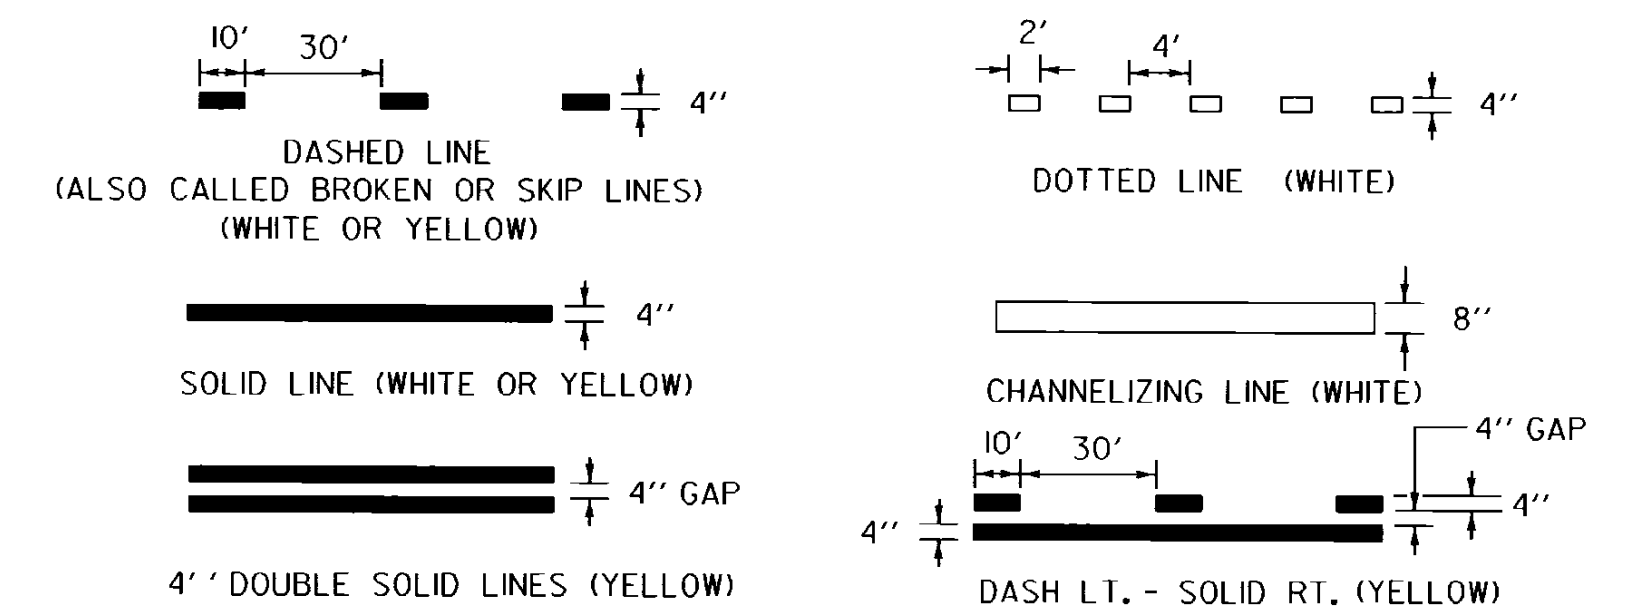 10' 30'
4''
DASHED LINE
(ALSO CALLED BROKEN OR SKIP LINES)
(WHITE OR YELLOW)
2' 4'
4''
DOTTED LINE (WHITE)
4''
SOLID LINE (WHITE OR YELLOW)
8''
CHANNELIZING LINE (WHITE)
4'' GAP
4'' DOUBLE SOLID LINES (YELLOW)
4'' GAP
10' 30'
4''
4''
DASH LT. - SOLID RT. (YELLOW)